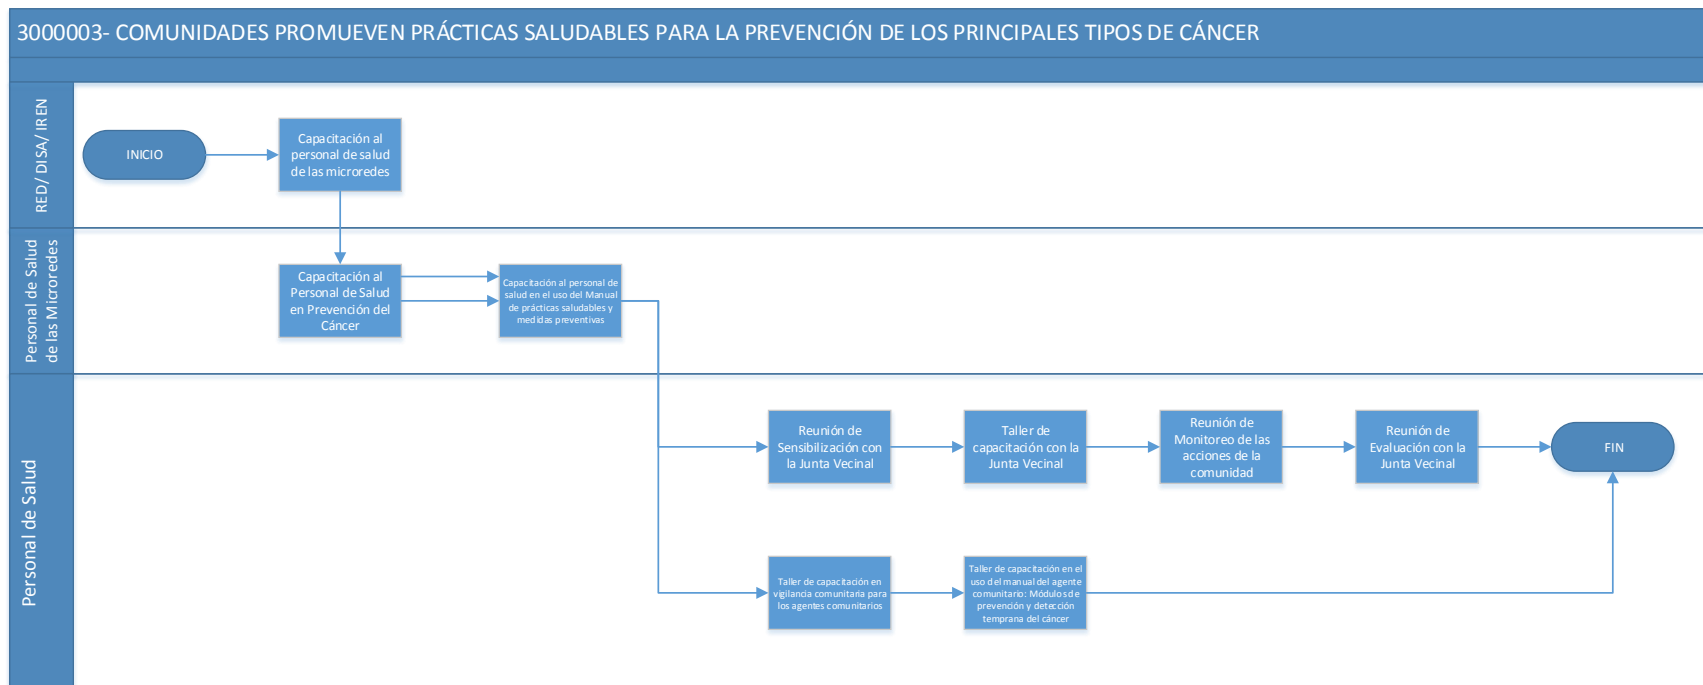 3000003- COMUNIDADES PROMUEVEN PRÁCTICAS SALUDABLES PARA LA PREVENCIÓN DE LOS PRINCIPALES TIPOS DE CÁNCER
RED/ DISA/ IREN
INICIO
Capacitación al
personal de salud
de las microredes
Personal de Salud
de las Microredes
Capacitación al
Personal de Salud
en Prevención del
Cáncer
Capacitación al personal de
salud en el uso del Manual
de prácticas saludables y
medidas preventivas
Personal de Salud
Reunión de
Sensibilización con
la Junta Vecinal
Taller de
capacitación con la
Junta Vecinal
Reunión de
Monitoreo de las
acciones de la
comunidad
Reunión de
Evaluación con la
Junta Vecinal
FIN
Taller de capacitación en
vigilancia comunitaria para
los agentes comunitarios
Taller de capacitación en el
uso del manual del agente
comunitario: Módulos de
prevención y detección
temprana del cáncer